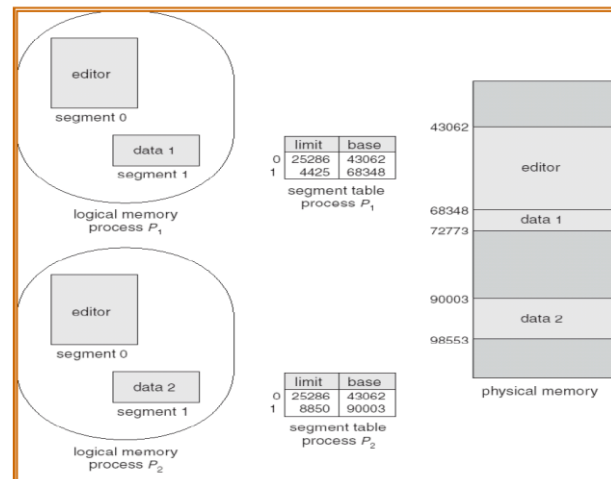 editor
segment 0
data 1
segment 1
logical memory
process P1
limit base
0 25286 43062
1 4425 68348
segment table
process P1
editor
segment 0
data 2
segment 1
logical memory
process P2
limit base
0 25286 43062
1 8850 90003
segment table
process P2
43062
editor
68348
data 1
72773
90003
data 2
98553
physical memory